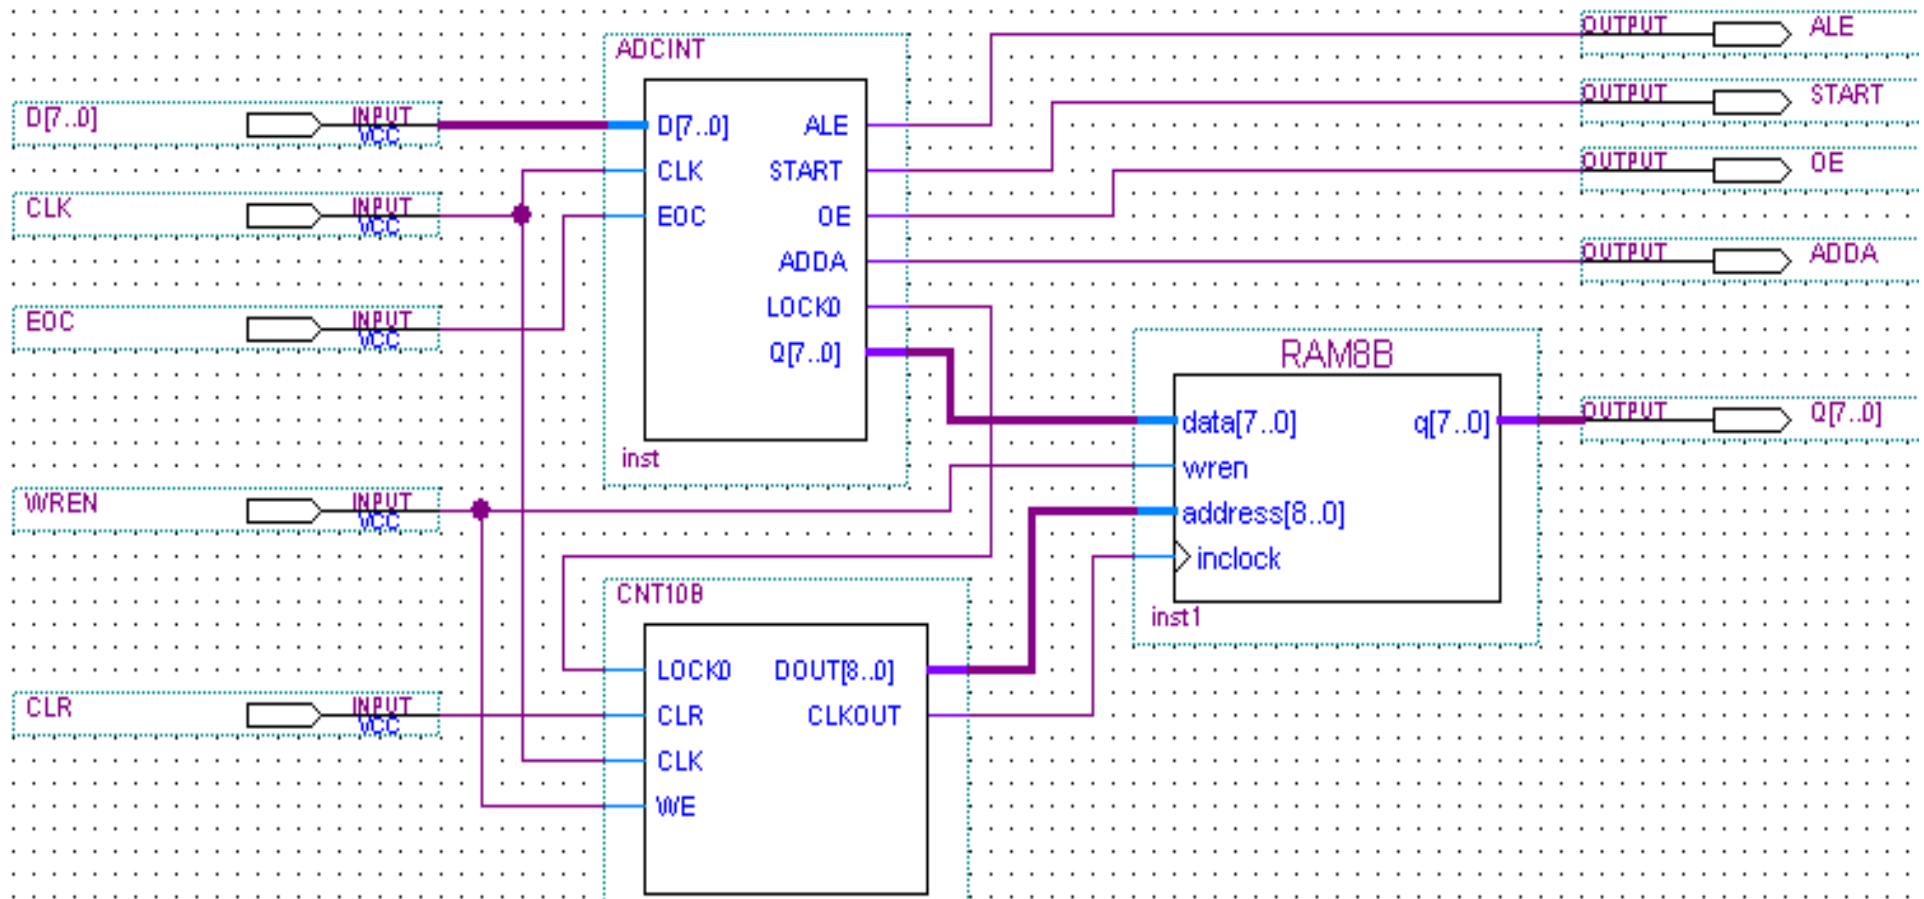 ALE
OUTPUT
ADCINT
START
OUTPUT
D[7..0]
INPUT
VCC
D[7..0]
ALE
OE
OUTPUT
CLK
START
CLK
INPUT
VCC
EOC
OE
ADDA
OUTPUT
ADDA
EOC
INPUT
VCC
LOCK0
Q[7..0]
RAM8B
OUTPUT
Q[7..0]
data[7..0]
q[7..0]
inst
wren
WREN
INPUT
VCC
address[8..0]
inclock
CNT10B
inst1
LOCK0
DOUT[8..0]
CLR
INPUT
VCC
CLR
CLKOUT
CLK
WE